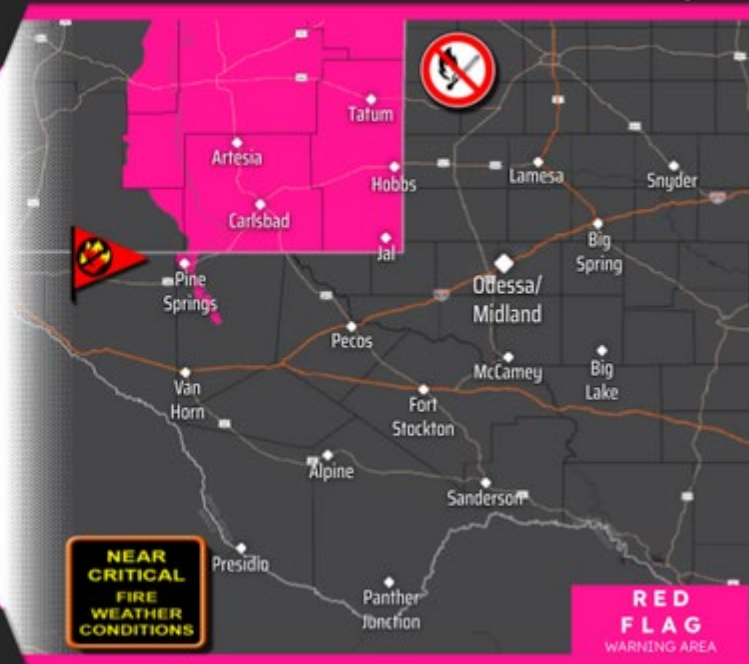 Tatum
Artesia
Hobbs
Lamesa
Snyder
Carlsbad
Jal
Big
Spring
Pine
Springs
Odessa/
Midland
Pecos
McCamey
Big
Lake
Van
Horn
Fort
Stockton
Alpine
Sanderson
Presidio
Panther
Junction
NEAR
CRITICAL
FIRE
WEATHER
CONDITIONS
RED
FLAG
WARNING AREA